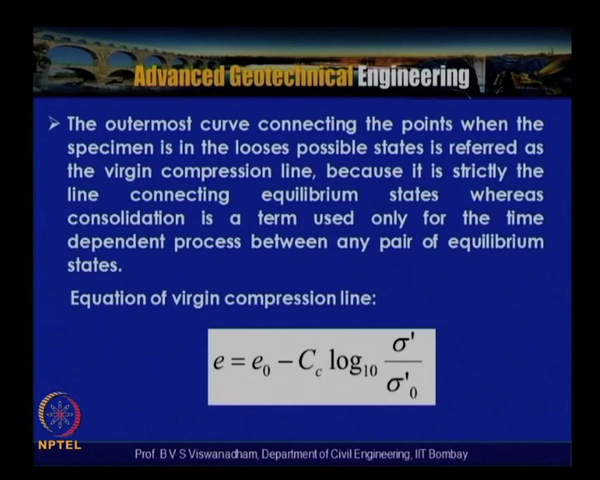 Advanced Geotechnical Engineering
➢ The outermost curve connecting the points when the
specimen is in the looses possible states is referred as
the virgin compression line, because it is strictly the
line connecting equilibrium states whereas
consolidation is a term used only for the time
dependent process between any pair of equilibrium
states.
Equation of virgin compression line:
e = e₀ − C꜀ log₁₀ σ'/σ'₀
NPTEL
Prof. B V S Viswanadham, Department of Civil Engineering, IIT Bombay